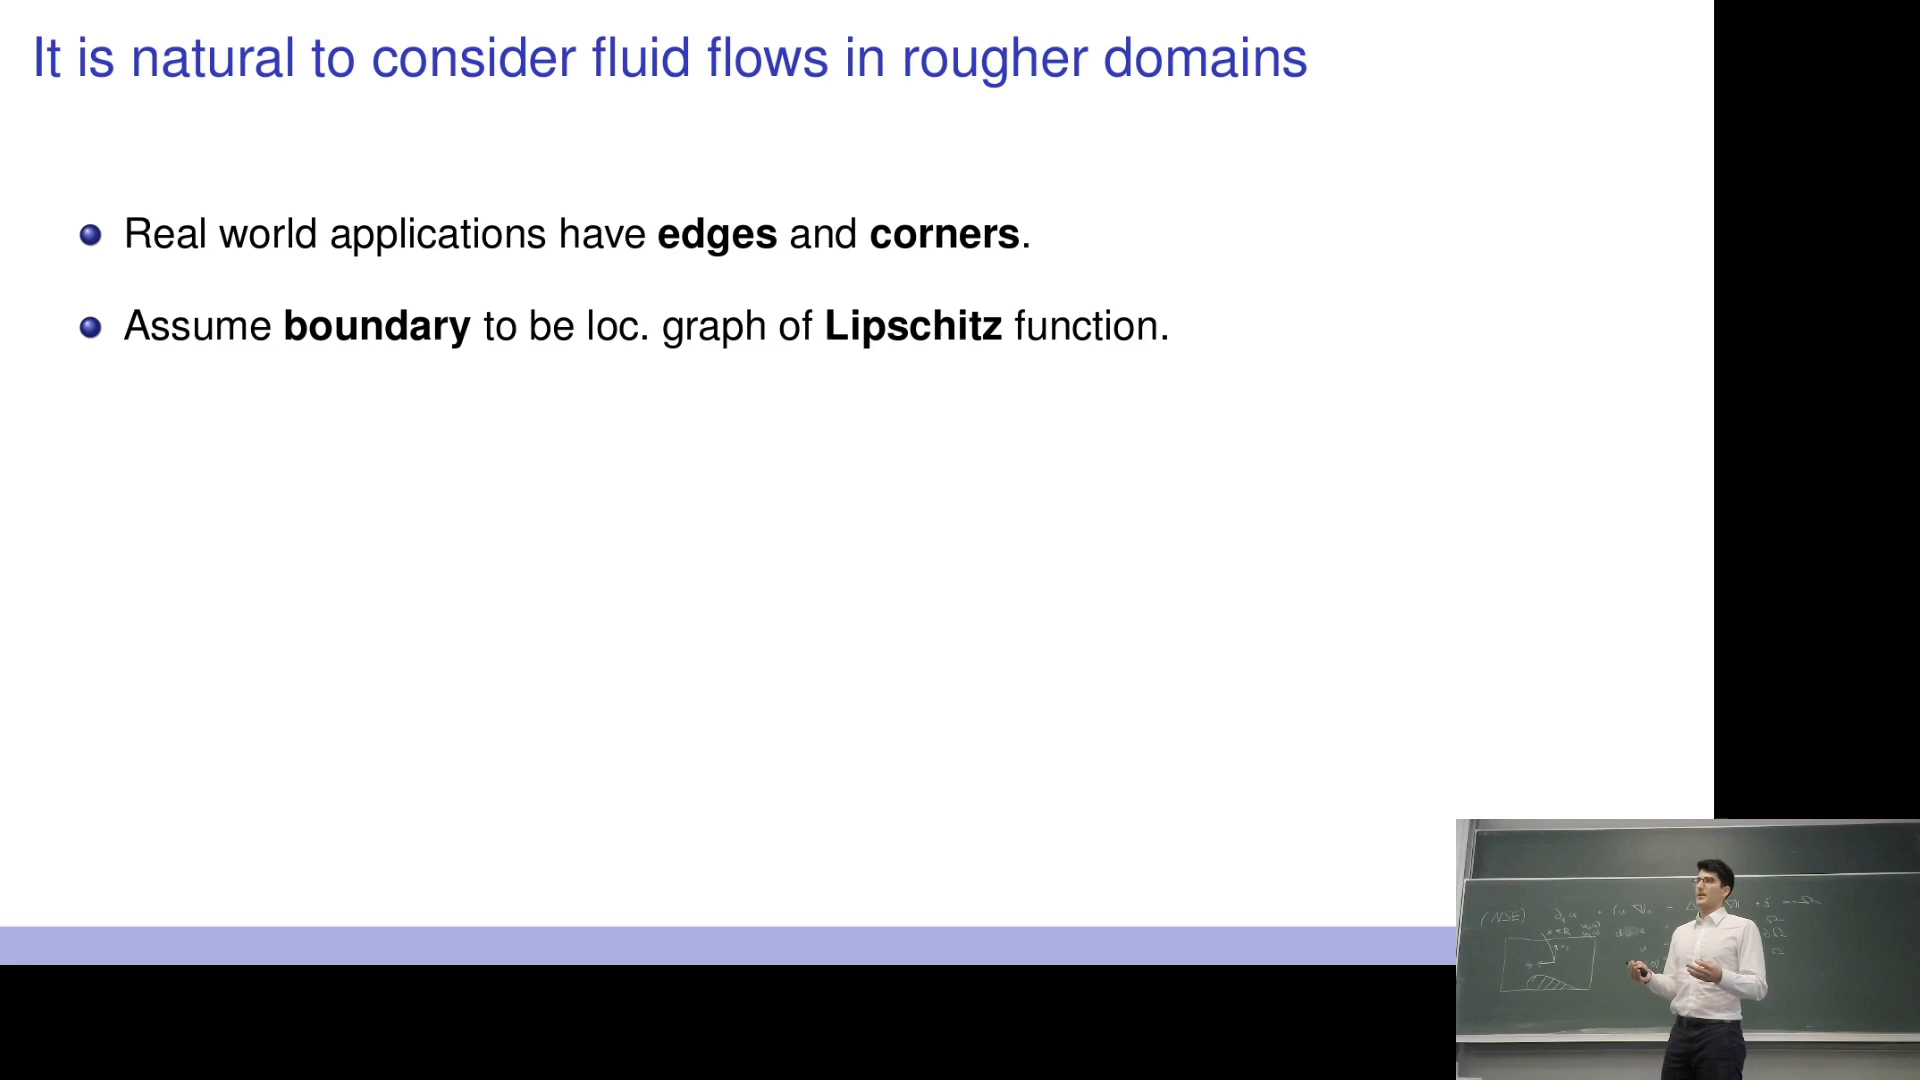 It is natural to consider fluid flows in rougher domains
Real world applications have edges and corners.
Assume boundary to be loc. graph of Lipschitz function.
(NSE)